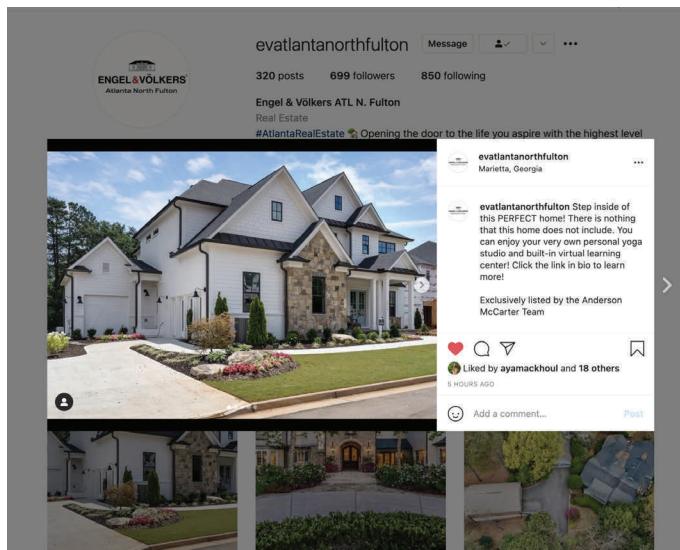 evatlantanorthfulton Message
320 posts 699 followers 850 following
ENGEL&VÖLKERS
Atlanta North Fulton
Engel & Völkers ATL N. Fulton
Real Estate
#AtlantaRealEstate 🏡 Opening the door to the life you aspire with the highest level
evatlantanorthfulton
Marietta, Georgia
evatlantanorthfulton Step inside of
this PERFECT home! There is nothing
that this home does not include. You
can enjoy your very own personal yoga
studio and built-in virtual learning
center! Click the link in bio to learn
more!
Exclusively listed by the Anderson
McCarter Team
Liked by ayamackhoul and 18 others
5 HOURS AGO
Add a comment... Post